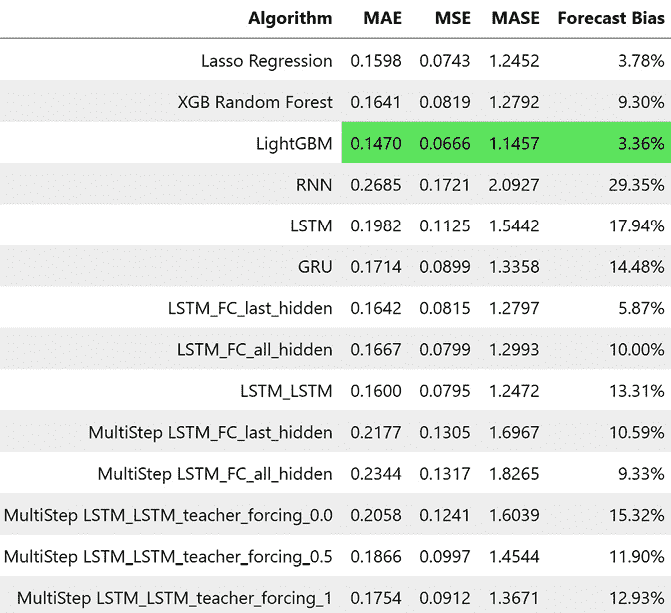 Algorithm MAE MSE MASE Forecast Bias
Lasso Regression 0.1598 0.0743 1.2452 3.78%
XGB Random Forest 0.1641 0.0819 1.2792 9.30%
LightGBM 0.1470 0.0666 1.1457 3.36%
RNN 0.2685 0.1721 2.0927 29.35%
LSTM 0.1982 0.1125 1.5442 17.94%
GRU 0.1714 0.0899 1.3358 14.48%
LSTM_FC_last_hidden 0.1642 0.0815 1.2797 5.87%
LSTM_FC_all_hidden 0.1667 0.0799 1.2993 10.00%
LSTM_LSTM 0.1600 0.0795 1.2472 13.31%
MultiStep LSTM_FC_last_hidden 0.2177 0.1305 1.6967 10.59%
MultiStep LSTM_FC_all_hidden 0.2344 0.1317 1.8265 9.33%
MultiStep LSTM_LSTM_teacher_forcing_0.0 0.2058 0.1241 1.6039 15.32%
MultiStep LSTM_LSTM_teacher_forcing_0.5 0.1866 0.0997 1.4544 11.90%
MultiStep LSTM_LSTM_teacher_forcing_1 0.1754 0.0912 1.3671 12.93%